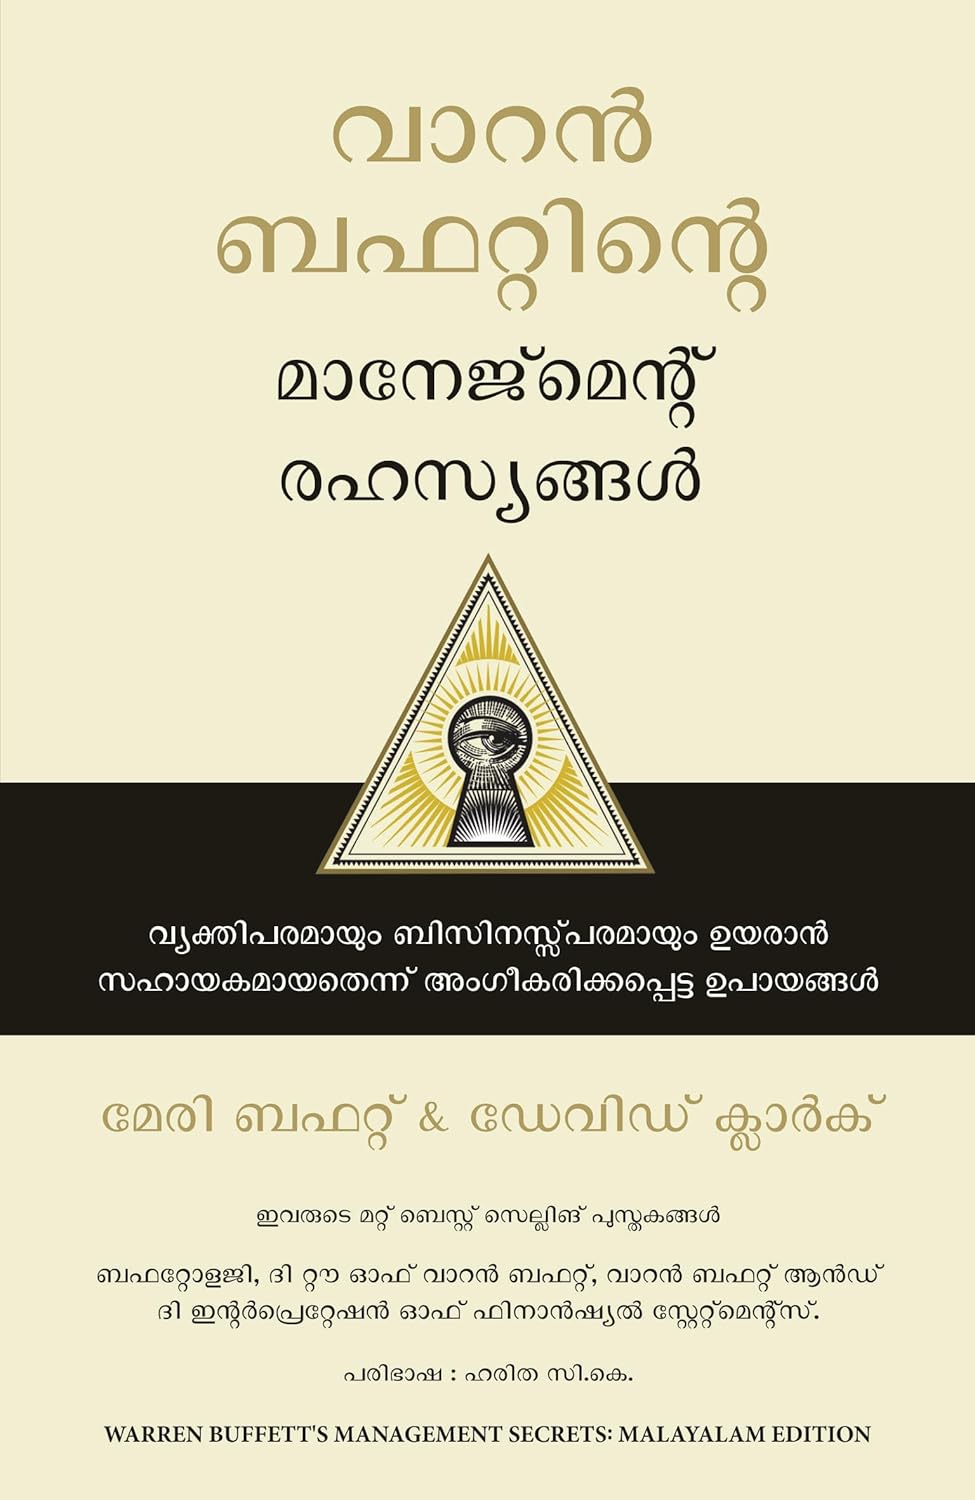 വാറൻ
ബഫറ്റിന്റെ
മാനേജ്മെന്റ്
രഹസ്യങ്ങൾ
വ്യക്തിപരമായും ബിസിനസ്സ്പരമായും ഉയരാൻ
സഹായകമായതെന്ന് അംഗീകരിക്കപ്പെട്ട ഉപായങ്ങൾ
മേരി ബഫറ്റ് & ഡേവിഡ് ക്ലാർക്
ഇവരുടെ മറ്റ് ബെസ്റ്റ് സെല്ലിങ് പുസ്തകങ്ങൾ
ബഫറ്റോളജി, ദി റ്റൗ ഓഫ് വാറൻ ബഫറ്റ്, വാറൻ ബഫറ്റ് ആൻഡ്
ദി ഇന്റർപ്രെറ്റേഷൻ ഓഫ് ഫിനാൻഷ്യൽ സ്റ്റേറ്റ്മെന്റ്സ്.
പരിഭാഷ : ഹരിത സി.കെ.
WARREN BUFFETT'S MANAGEMENT SECRETS: MALAYALAM EDITION